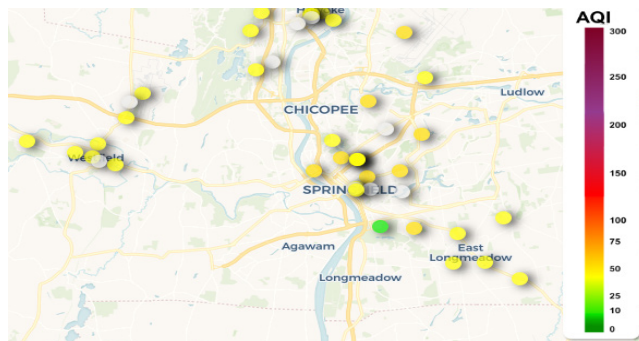 AQI
300
250
200
150
100
75
50
25
10
0
CHICOPEE
Ludlow
SPRINGFIELD
Agawam
East
Longmeadow
Longmeadow